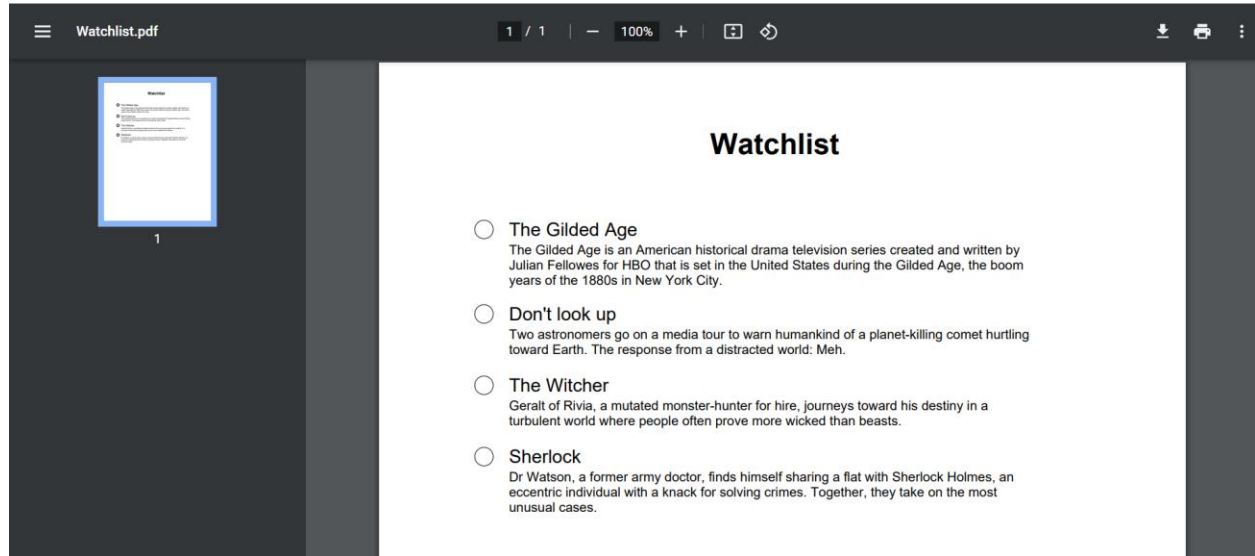 Watchlist.pdf
1 / 1
100%
Watchlist
The Gilded Age
The Gilded Age is an American historical drama television series created and written by
Julian Fellowes for HBO that is set in the United States during the Gilded Age, the boom
years of the 1880s in New York City.
Don't look up
Two astronomers go on a media tour to warn humankind of a planet-killing comet hurtling
toward Earth. The response from a distracted world: Meh.
The Witcher
Geralt of Rivia, a mutated monster-hunter for hire, journeys toward his destiny in a
turbulent world where people often prove more wicked than beasts.
Sherlock
Dr Watson, a former army doctor, finds himself sharing a flat with Sherlock Holmes, an
eccentric individual with a knack for solving crimes. Together, they take on the most
unusual cases.
1